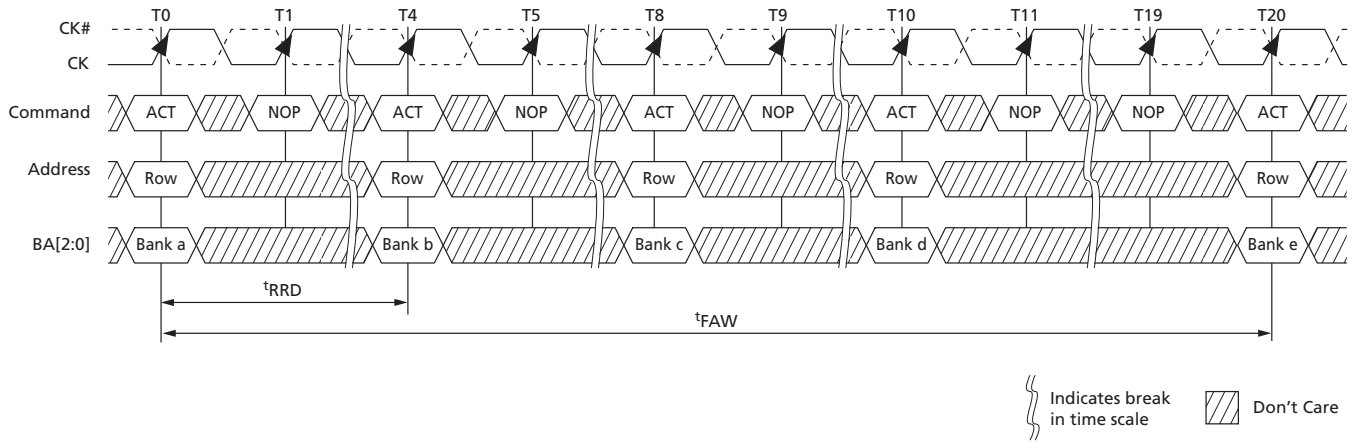 T0 T1 T4 T5 T8 T9 T10 T11 T19 T20
CK#
CK
Command ACT NOP ACT NOP ACT NOP ACT NOP NOP ACT
Address Row Row Row Row Row
BA[2:0] Bank a Bank b Bank c Bank d Bank e
tRRD
tFAW
Indicates break
in time scale
Don't Care